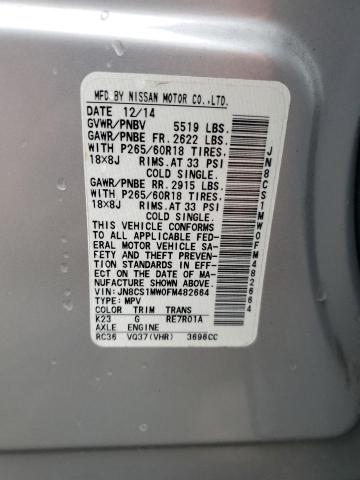 MFD BY NISSAN MOTOR CO.,LTD.
DATE 12/14
GVWR/PNBV 5519 LBS.
GAWR/PNBE FR. 2622 LBS.
WITH P265/60R18 TIRES.
18×8J RIMS.AT 33 PSI
COLD SINGLE.
GAWR/PNBE RR. 2915 LBS.
WITH P265/60R18 TIRES.
18×8J RIMS.AT 33 PSI
COLD SINGLE.
THIS VEHICLE CONFORMS
TO ALL APPLICABLE FED-
ERAL MOTOR VEHICLE SA-
FETY AND THEFT PREVENTI-
ON STANDARDS IN EFF-
ECT ON THE DATE OF MA-
NUFACTURE SHOWN ABOVE.
VIN: JN8CS1MW0FM482664
TYPE: MPV
COLOR TRIM TRANS
K23 G RE7R01A
AXLE ENGINE
RC36 VQ37(VHR) 3696CC
JN8CS1MW0FM482664